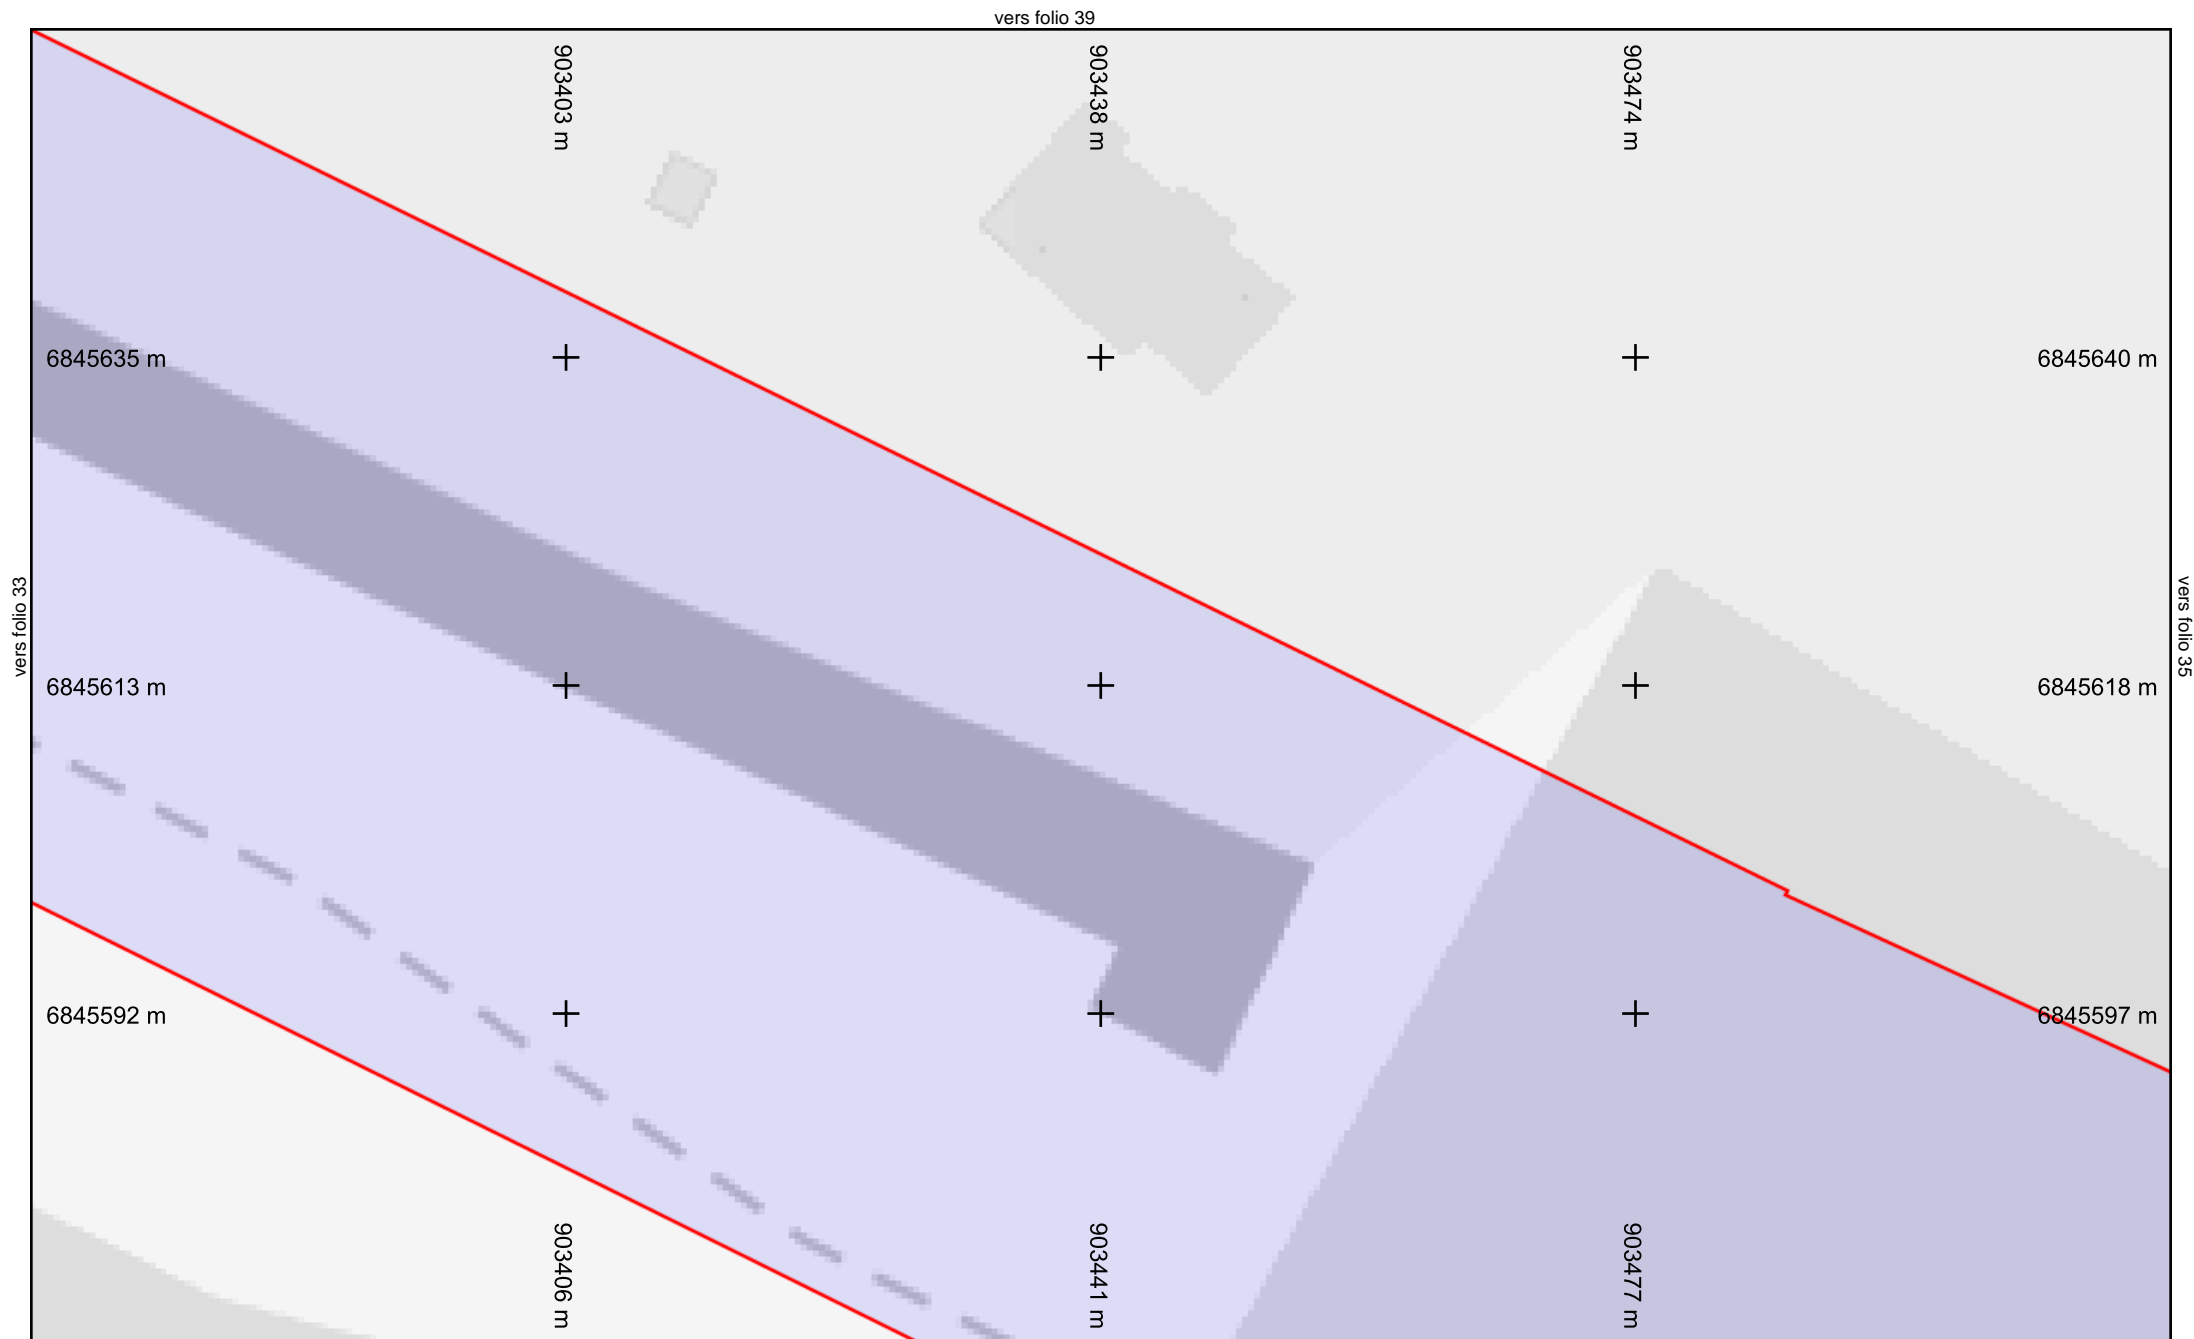 vers folio 39
903403 m
903438 m
903474 m
6845635 m
6845640 m
vers folio 33
vers folio 35
6845613 m
6845618 m
6845592 m
6845597 m
903406 m
903441 m
903477 m